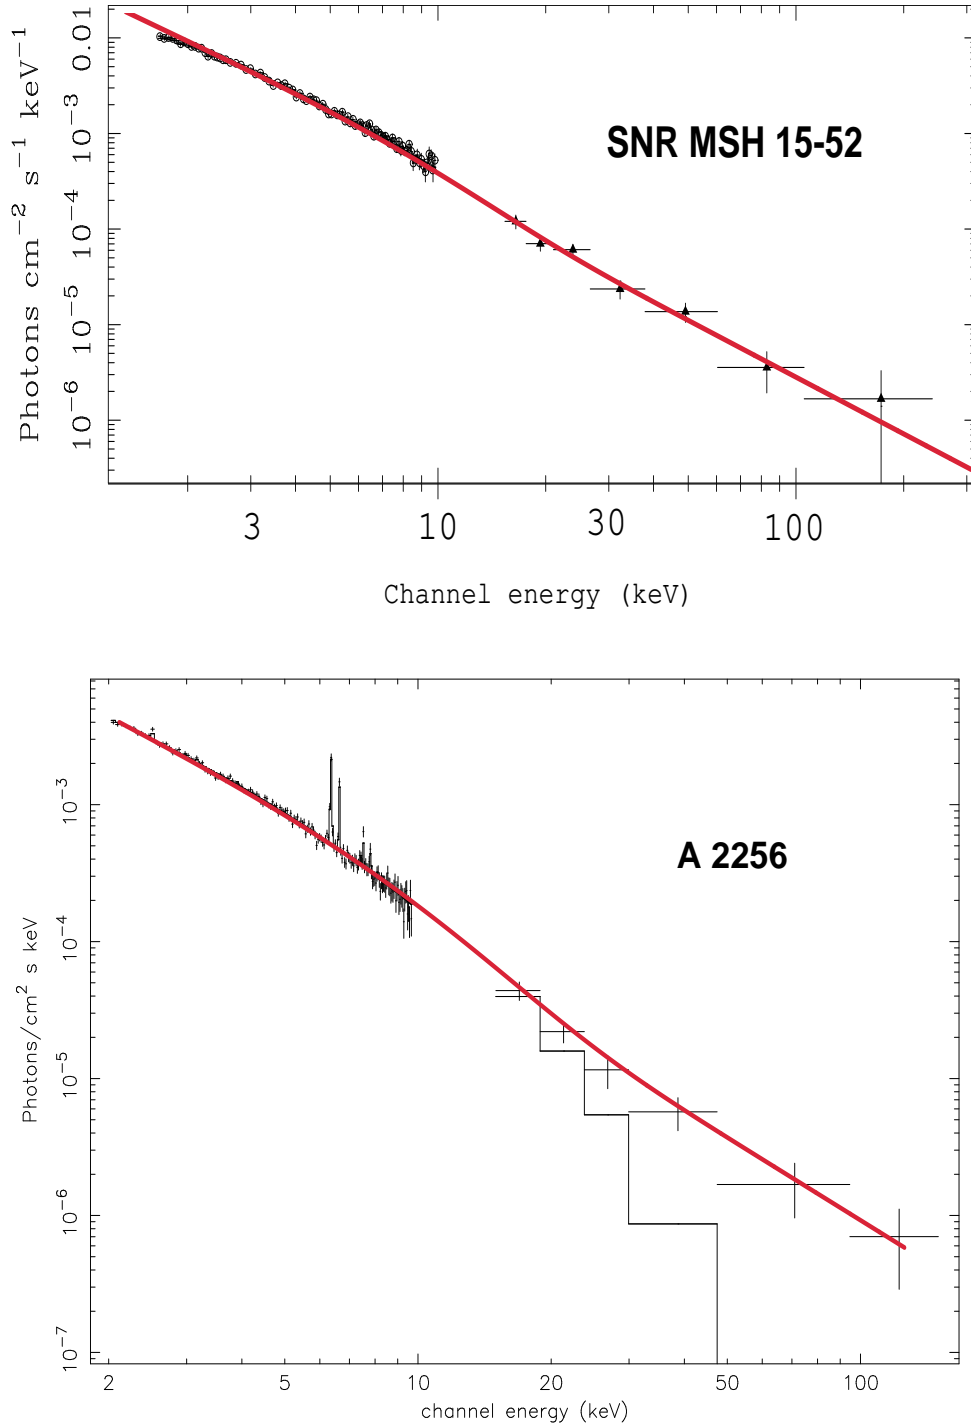 Photons cm⁻² s⁻¹ keV⁻¹
0.01
10⁻³
10⁻⁴
10⁻⁵
10⁻⁶
SNR MSH 15-52
3 10 30 100
Channel energy (keV)
Photons/cm² s keV
10⁻³
10⁻⁴
10⁻⁵
10⁻⁶
10⁻⁷
A 2256
2 5 10 20 50 100
channel energy (keV)